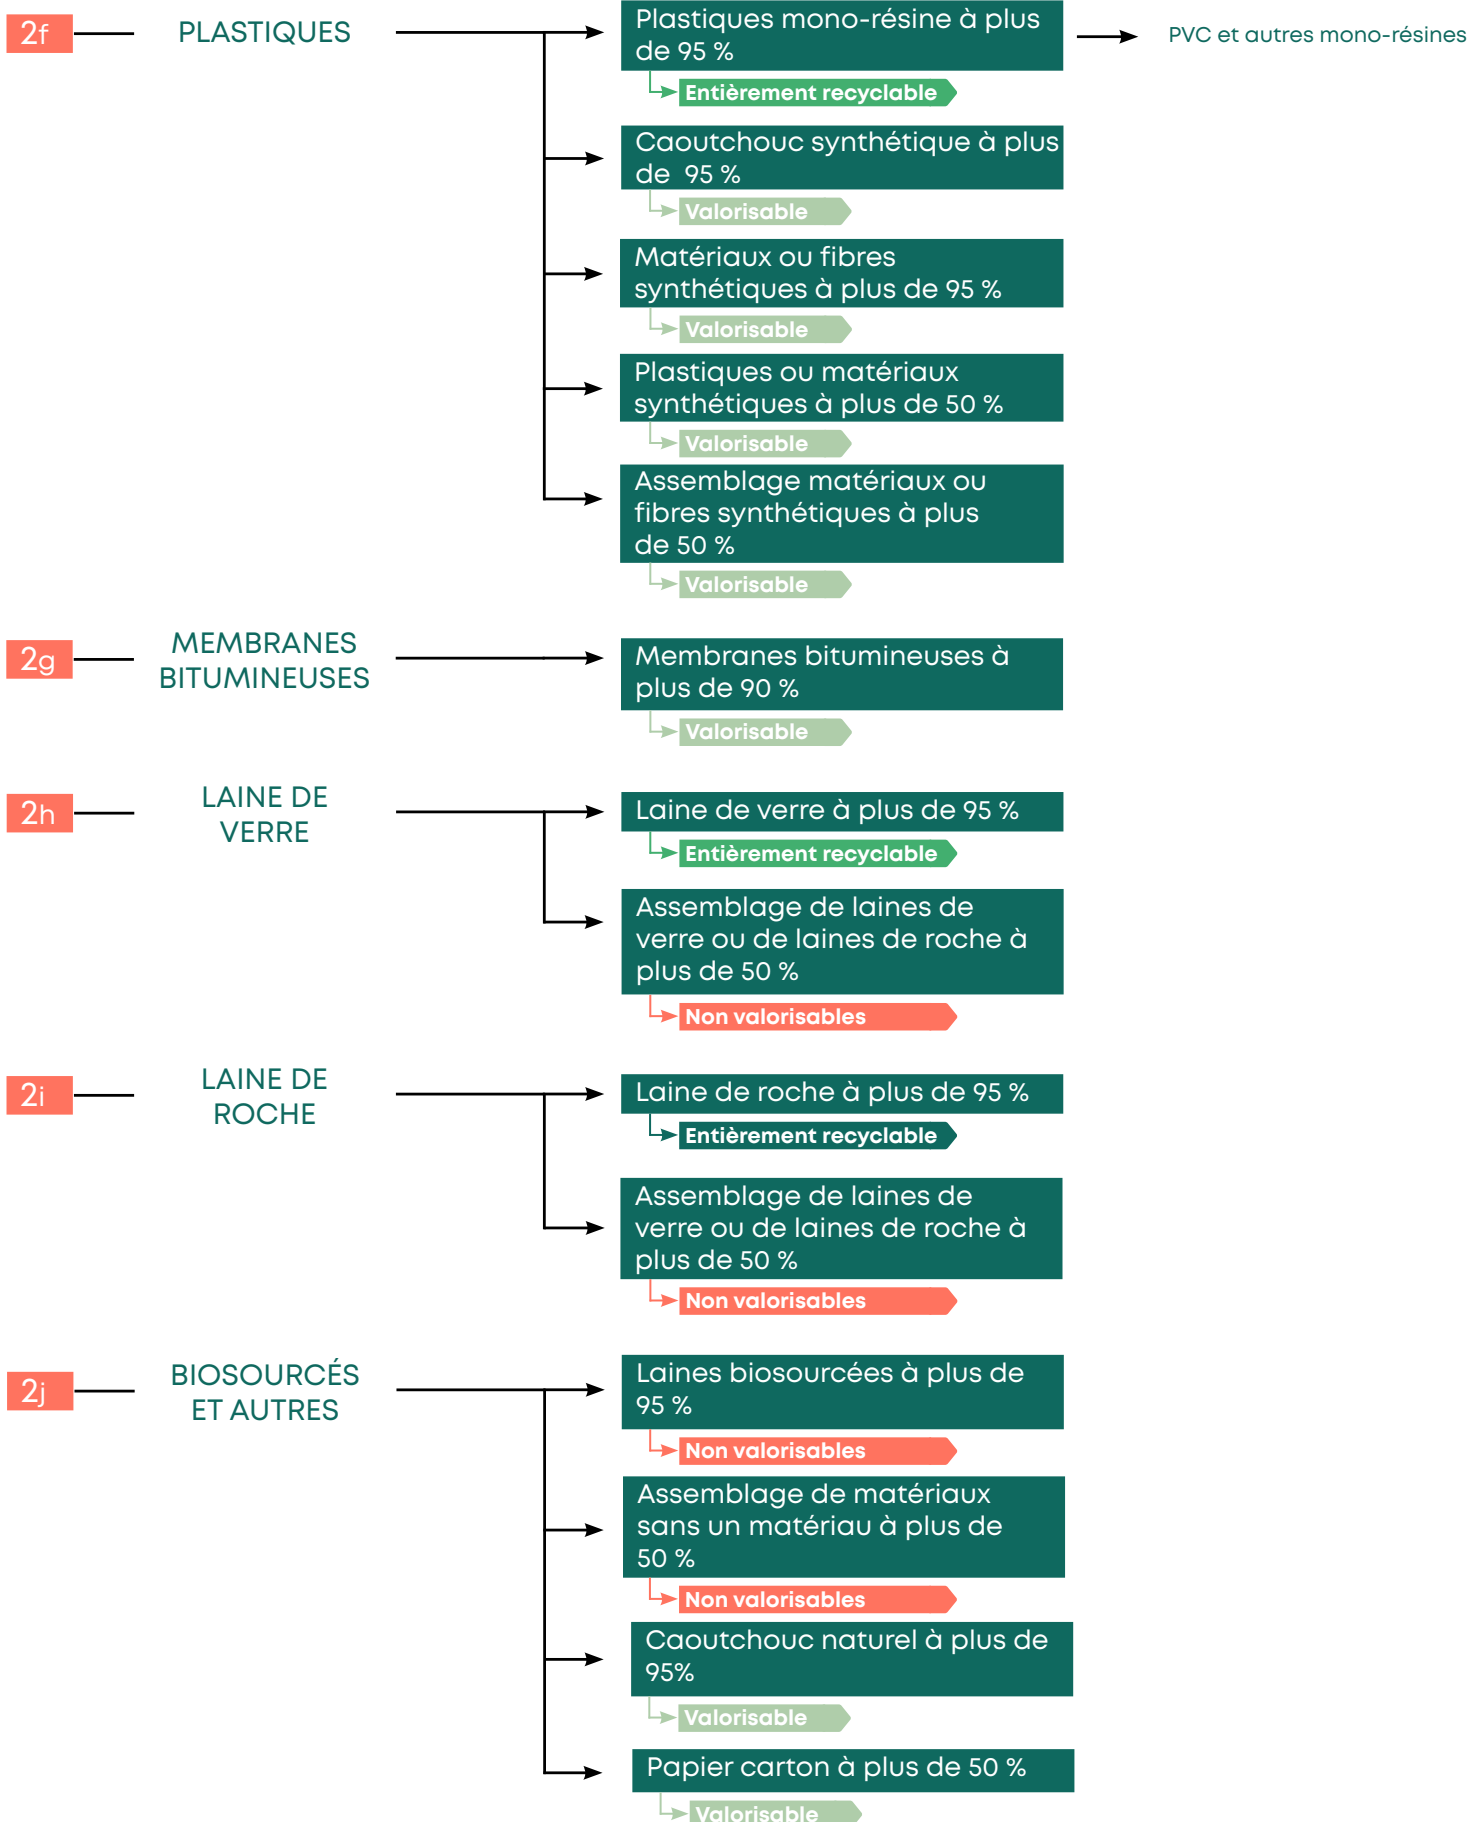 2f
PLASTIQUES
Plastiques mono-résine à plus
de 95 %
PVC et autres mono-résines
Entièrement recyclable
Caoutchouc synthétique à plus
de 95 %
Valorisable
Matériaux ou fibres
synthétiques à plus de 95 %
Valorisable
Plastiques ou matériaux
synthétiques à plus de 50 %
Valorisable
Assemblage matériaux ou
fibres synthétiques à plus
de 50 %
Valorisable
2g
MEMBRANES
BITUMINEUSES
Membranes bitumineuses à
plus de 90 %
Valorisable
2h
LAINE DE
VERRE
Laine de verre à plus de 95 %
Entièrement recyclable
Assemblage de laines de
verre ou de laines de roche à
plus de 50 %
Non valorisables
2i
LAINE DE
ROCHE
Laine de roche à plus de 95 %
Entièrement recyclable
Assemblage de laines de
verre ou de laines de roche à
plus de 50 %
Non valorisables
2j
BIOSOURCÉS
ET AUTRES
Laines biosourcées à plus de
95 %
Non valorisables
Assemblage de matériaux
sans un matériau à plus de
50 %
Non valorisables
Caoutchouc naturel à plus de
95%
Valorisable
Papier carton à plus de 50 %
Valorisable